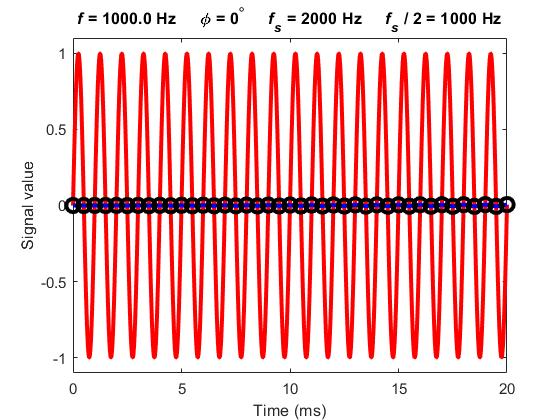 f = 1000.0 Hz ϕ = 0° fs = 2000 Hz fs / 2 = 1000 Hz
1
0.5
0
-0.5
-1
Signal value
0 5 10 15 20
Time (ms)